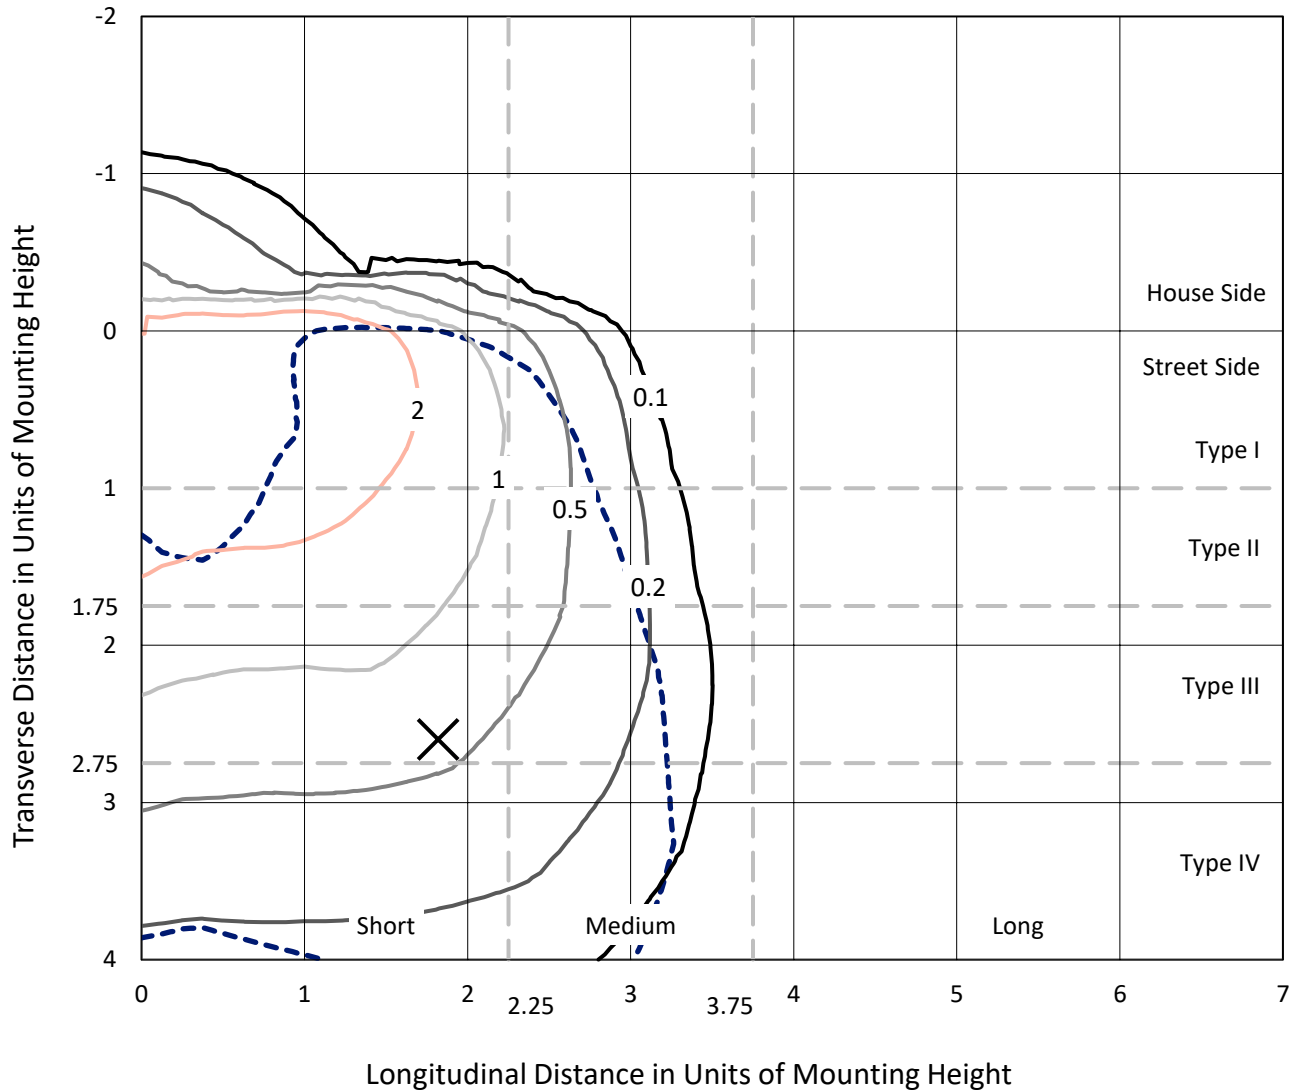 -2
-1
House Side
0
Street Side
0.1
2
Type I
1
1
0.5
Type II
0.2
1.75
2
Type III
2.75
3
Type IV
Short
Medium
Long
4
0
1
2
2.25
3
3.75
4
5
6
7
Transverse Distance in Units of Mounting Height
Longitudinal Distance in Units of Mounting Height